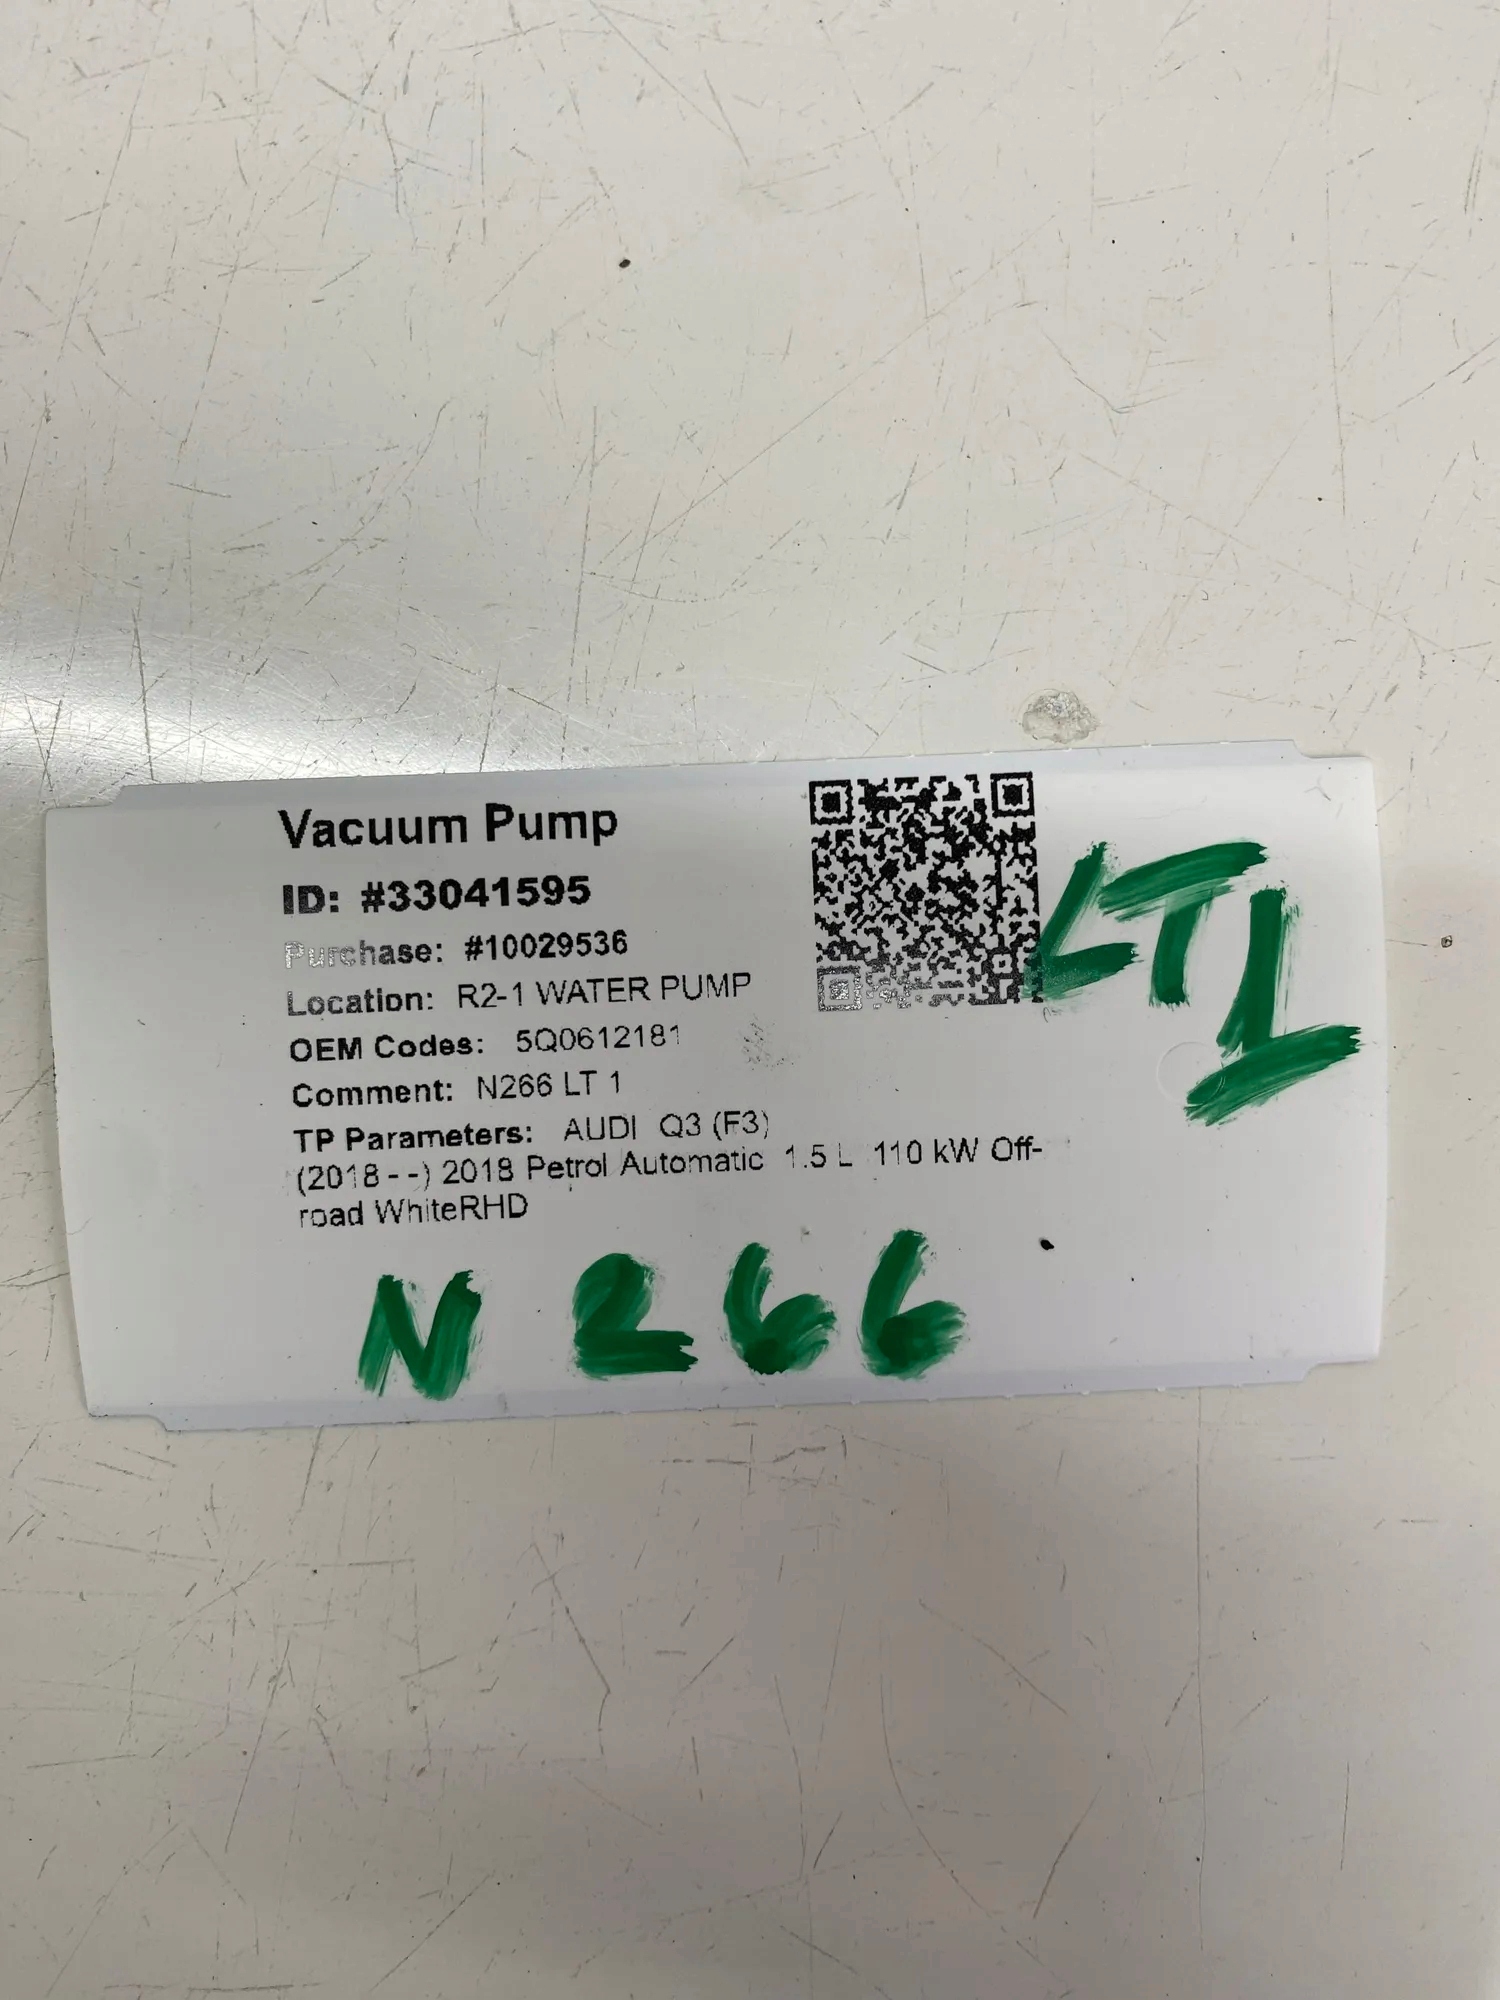 Vacuum Pump
ID: #33041595
Purchase: #10029536
Location: R2-1 WATER PUMP
OEM Codes: 5Q0612181
Comment: N266 LT 1
TP Parameters: AUDI Q3 (F3)
(2018 - -) 2018 Petrol Automatic 1.5 L 110 kW Off-
road WhiteRHD
LT1
N 266